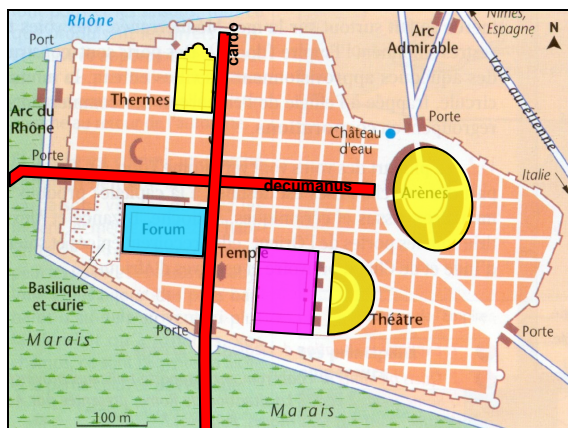 Rhône
Nîmes,
Espagne
Arc
Admirable
N
Port
cardo
Voie aurélienne
Thermes
Arc du
Rhône
Porte
Château
d'eau
Porte
Italie
decumanus
Arènes
Forum
Temple
Basilique
et curie
Théâtre
Porte
Porte
Marais
Marais
100 m